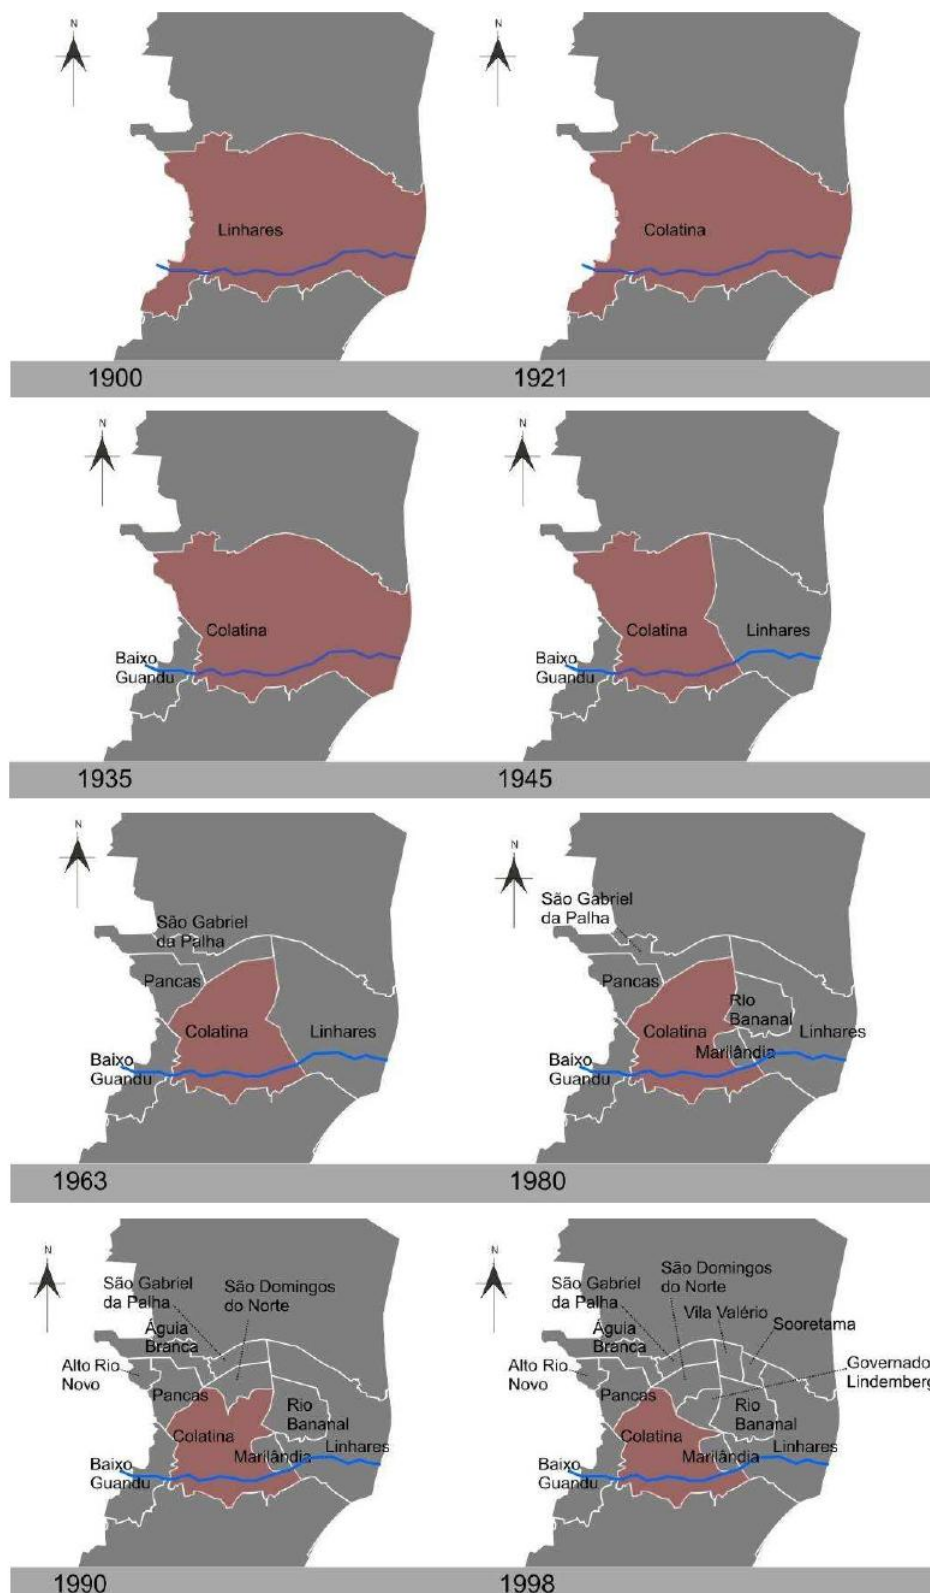 N
N
Linhares
Colatina
1900
1921
N
N
Colatina
Baixo
Guandu
Colatina
Linhares
Baixo
Guandu
1935
1945
N
N
São Gabriel
da Palha
Pancas
Colatina
Linhares
Baixo
Guandu
São Gabriel
da Palha
Pancas
Rio
Bananal
Colatina
Linhares
Marilândia
Baixo
Guandu
1963
1980
N
N
São Gabriel
da Palha
São Domingos
do Norte
Águia
Branca
Alto Rio
Novo
Pancas
Rio
Bananal
Colatina
Linhares
Marilândia
Baixo
Guandu
São Domingos
do Norte
São Gabriel
da Palha
Vila Valério
Sooretama
Águia
Branca
Alto Rio
Novo
Governado
Lindemberg
Pancas
Rio
Bananal
Colatina
Linhares
Marilândia
Baixo
Guandu
1990
1998